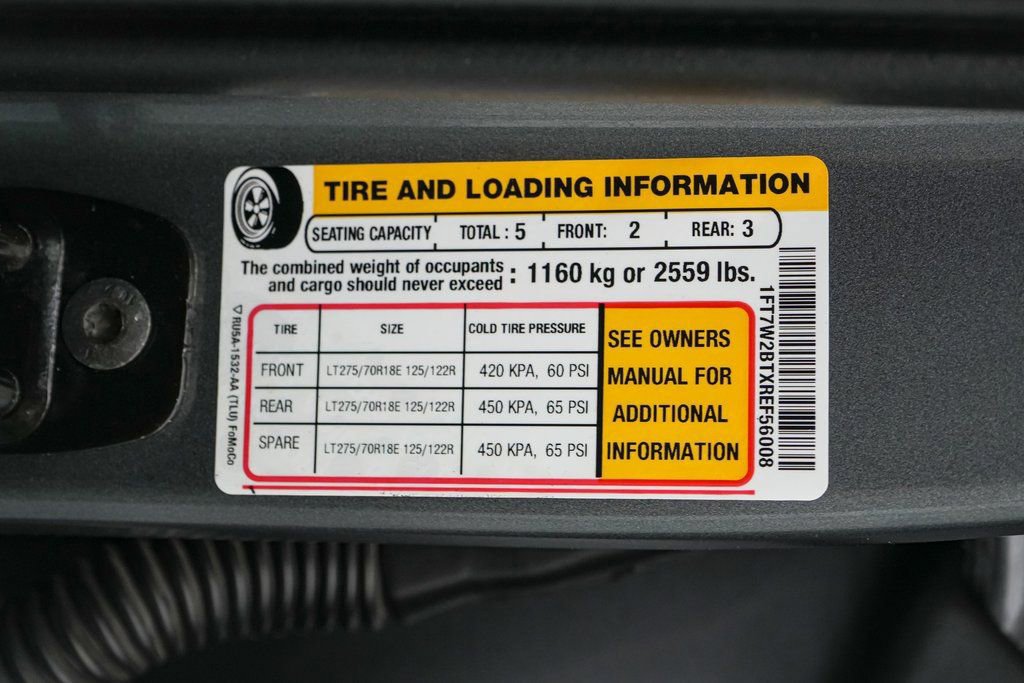 TIRE AND LOADING INFORMATION
SEATING CAPACITY TOTAL : 5 FRONT: 2 REAR: 3
The combined weight of occupants
and cargo should never exceed : 1160 kg or 2559 lbs.
TIRE SIZE COLD TIRE PRESSURE
FRONT LT275/70R18E 125/122R 420 KPA, 60 PSI
REAR LT275/70R18E 125/122R 450 KPA, 65 PSI
SPARE LT275/70R18E 125/122R 450 KPA, 65 PSI
SEE OWNERS
MANUAL FOR
ADDITIONAL
INFORMATION
1FT7W2BTXREF56008
RU5A-1532-AA (TLU) FoMoCo